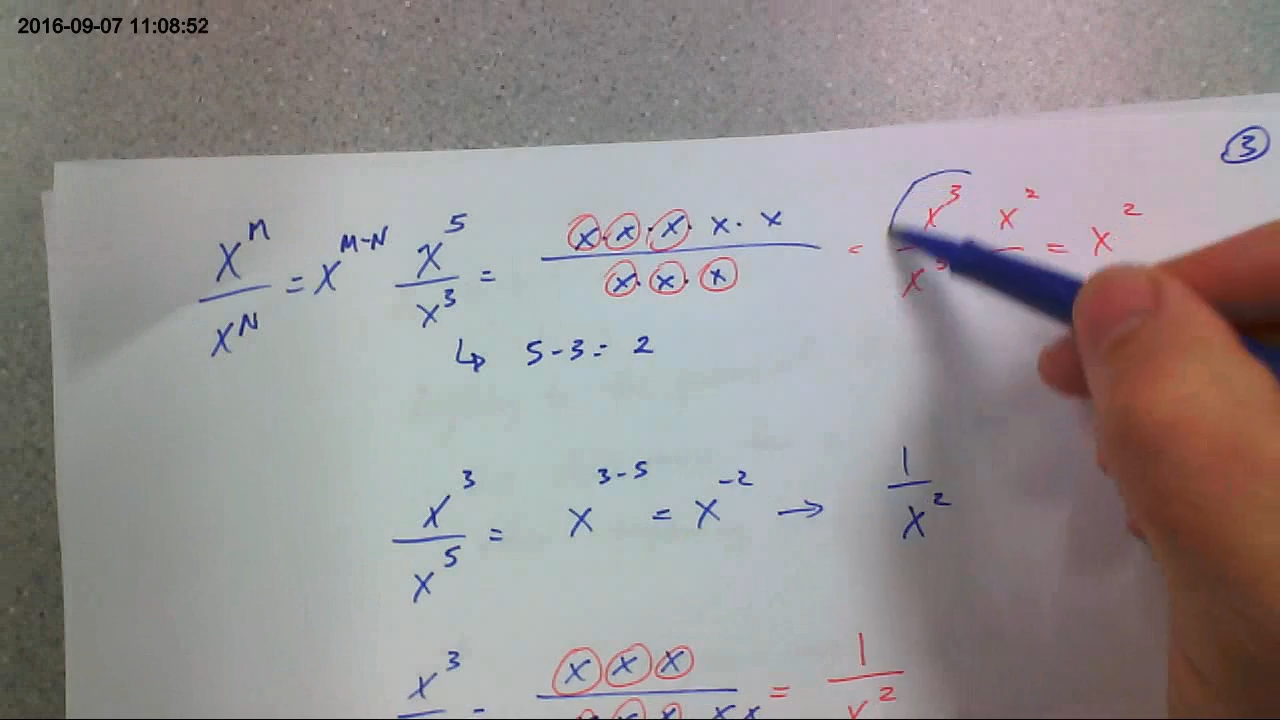 2016-09-07 11:08:52
3
x^M / x^N = x^(M-N) x^5 / x^3 = x·x·x·x·x / x·x·x = x^3 / x^3 x^2 / = x^2
↳ 5-3= 2
x^3 / x^5 = x^(3-5) = x^-2 → 1 / x^2
x^3 x x x = 1 / x^2